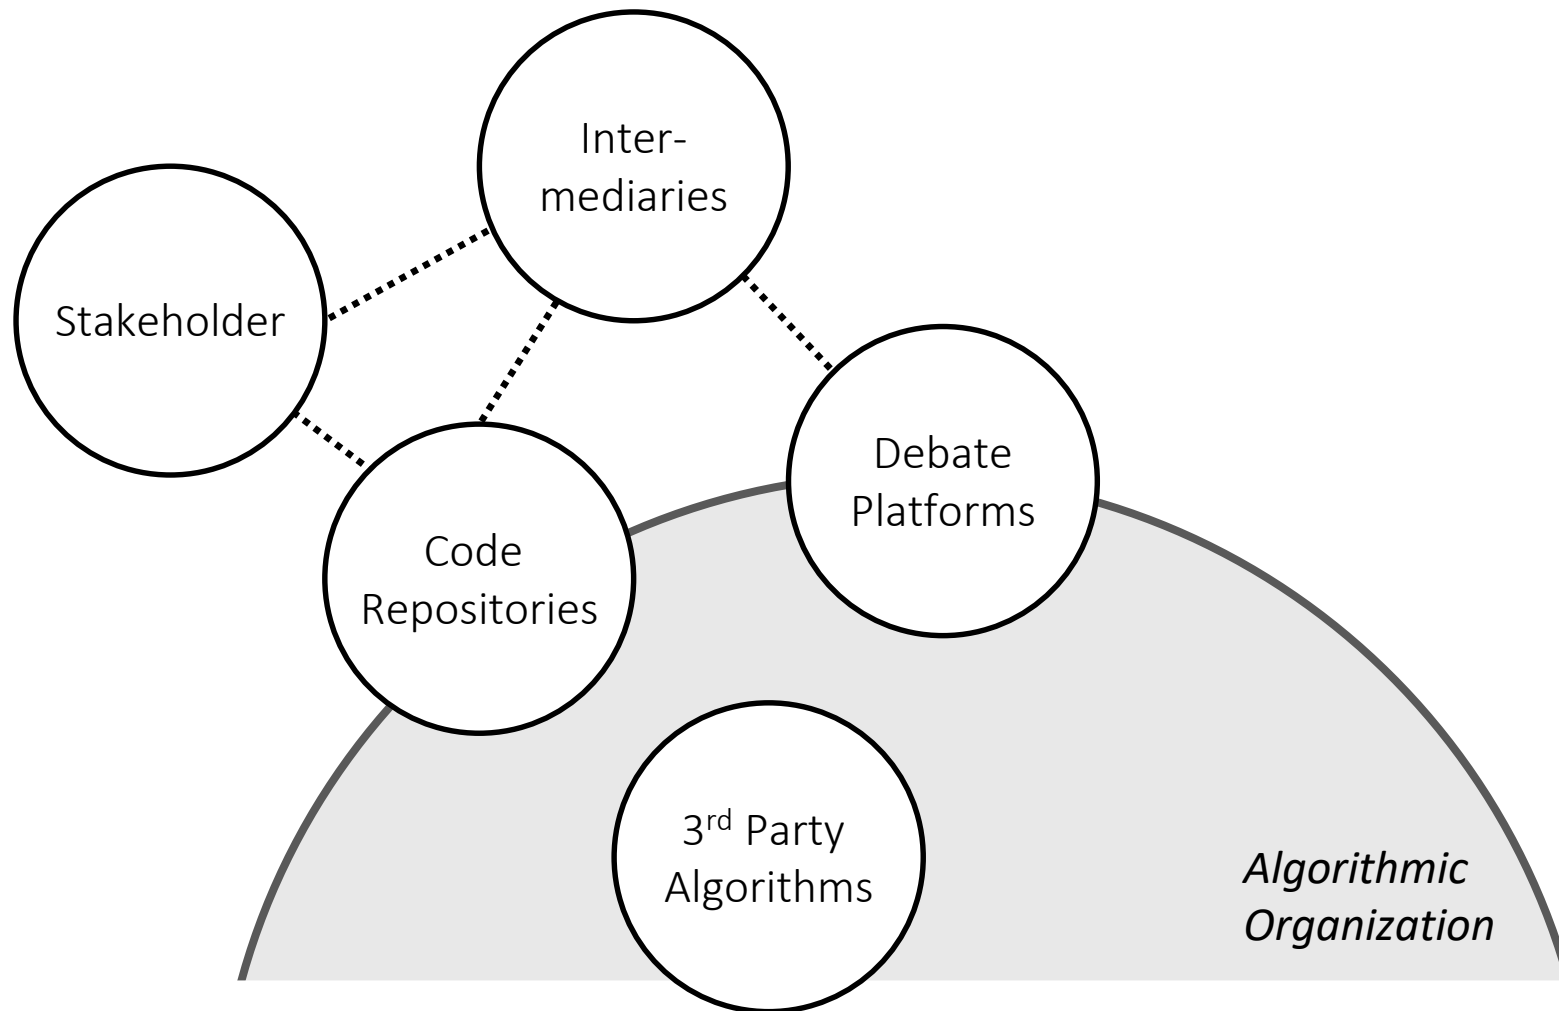 Inter-
mediaries
Stakeholder
Debate
Platforms
Code
Repositories
3rd Party
Algorithms
Algorithmic
Organization